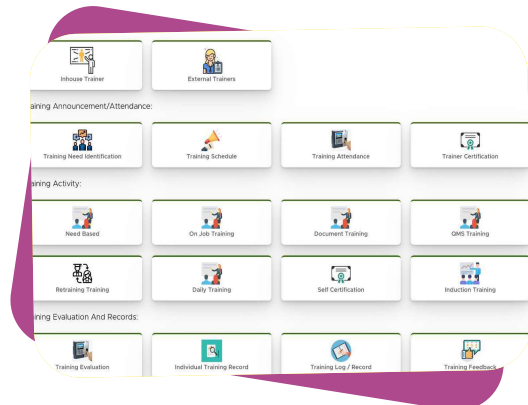 Inhouse Trainer External Trainers
aining Announcement/Attendance:
Training Need Identification Training Schedule Training Attendance Trainer Certification
aining Activity:
Need Based On Job Training Document Training QMS Training
Retraining Training Daily Training Self Certification Induction Training
ining Evaluation And Records:
Training Evaluation Individual Training Record Training Log / Record Training Feedback